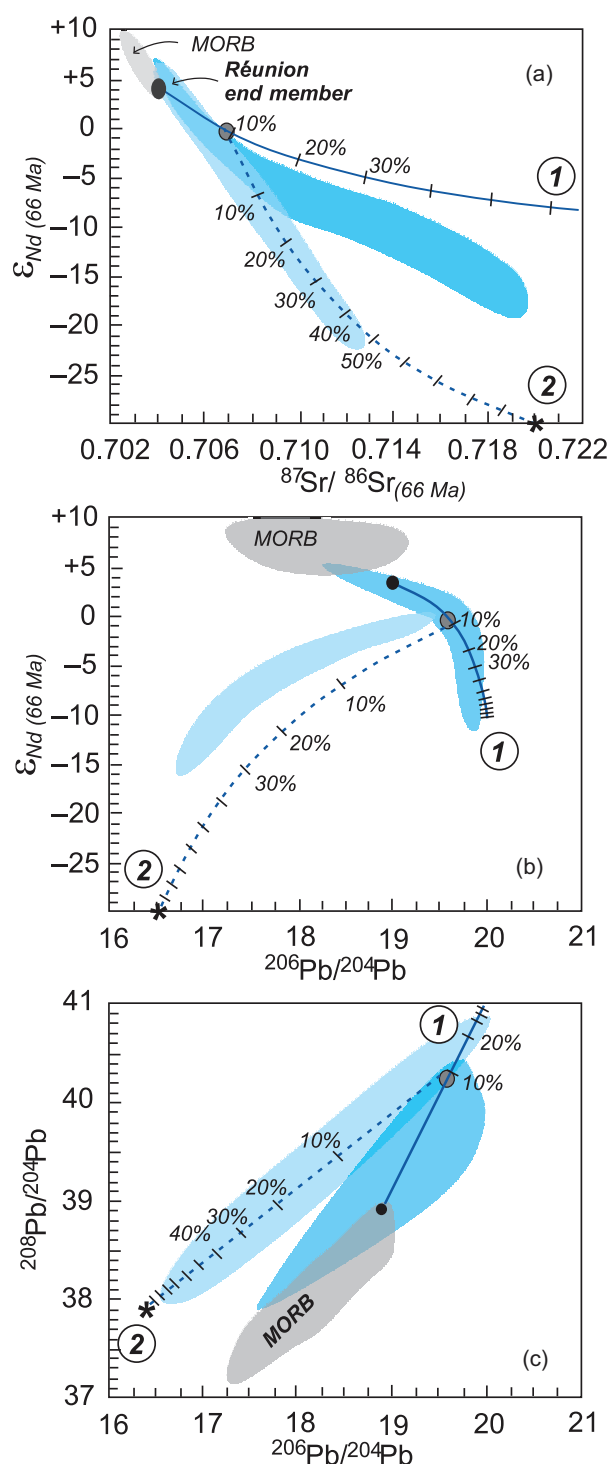 +10
MORB
Réunion
end member
(a)
+5
0
10%
20%
30%
1
−5
−10
10%
−15
20%
30%
−20
40%
50%
−25
2
εNd (66 Ma)
0.702 0.706 0.710 0.714 0.718 0.722
87Sr/ 86Sr(66 Ma)
+10
MORB
+5
0
10%
20%
30%
−5
10%
−10
1
20%
−15
30%
−20
−25
2
(b)
εNd (66 Ma)
16 17 18 19 20 21
206Pb/204Pb
41
1
20%
10%
40
10%
20%
39
30%
40%
38
MORB
2
(c)
37
208Pb/204Pb
16 17 18 19 20 21
206Pb/204Pb